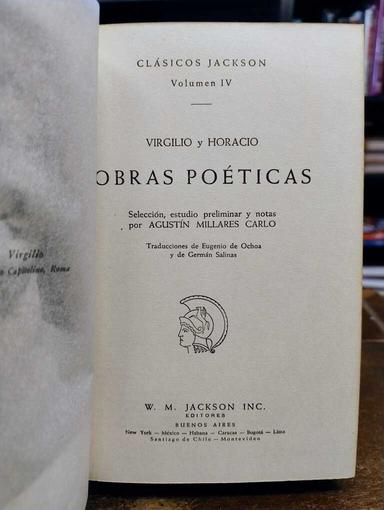 Virgilio
Capitolino, Roma
CLÁSICOS JACKSON
Volumen IV
VIRGILIO y HORACIO
OBRAS POÉTICAS
Selección, estudio preliminar y notas
por AGUSTÍN MILLARES CARLO
Traducciones de Eugenio de Ochoa
y de Germán Salinas
W. M. JACKSON INC.
EDITORES
BUENOS AIRES
New York — México — Habana — Caracas — Bogotá — Lima
Santiago de Chile — Montevideo